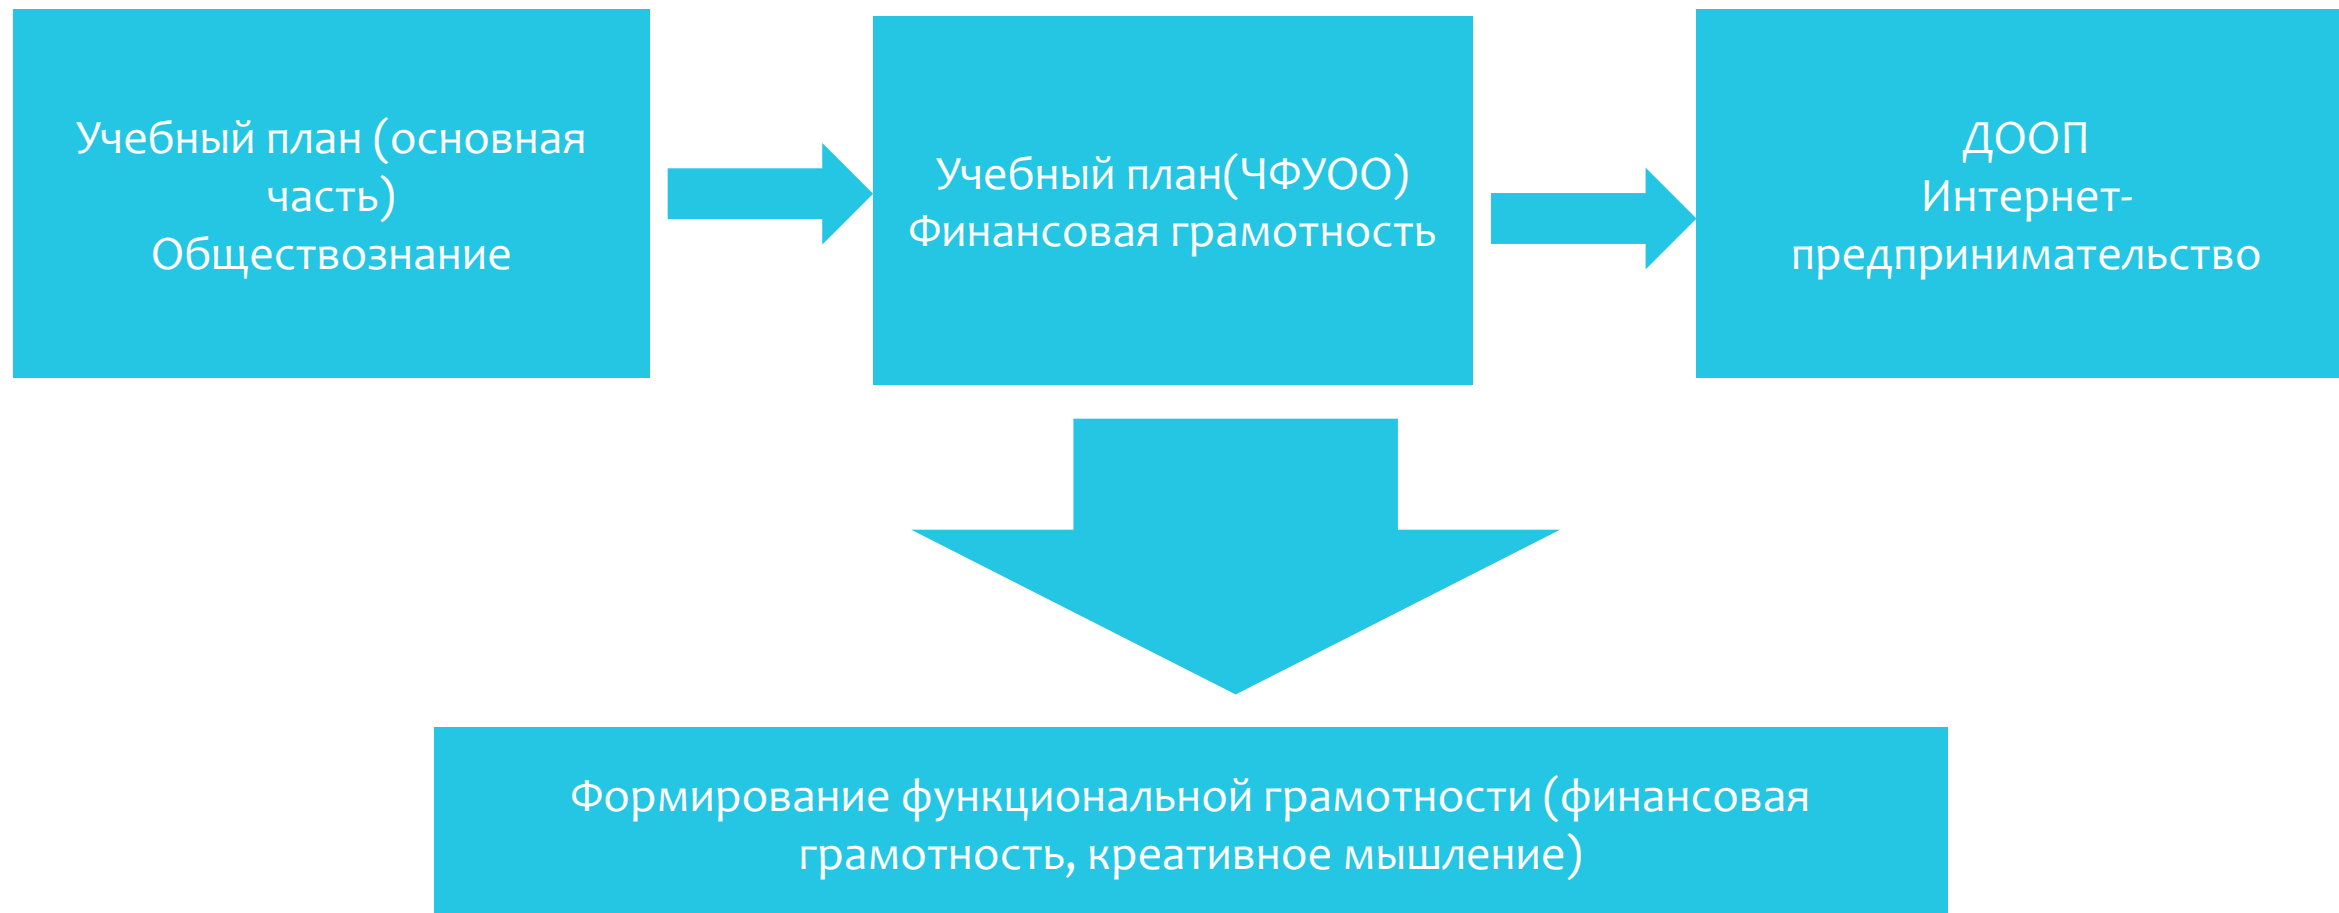 Учебный план (основная
часть)
Обществознание
Учебный план(ЧФУОО)
Финансовая грамотность
ДООП
Интернет-
предпринимательство
Формирование функциональной грамотности (финансовая
грамотность, креативное мышление)